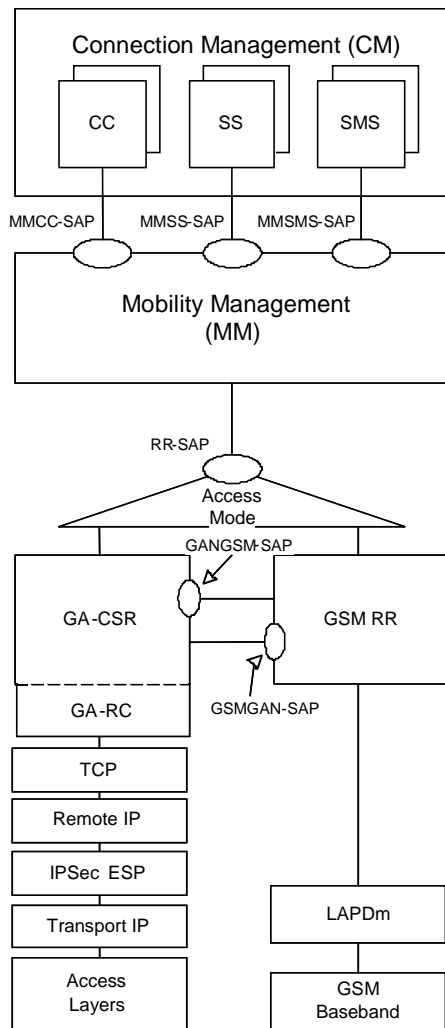 Connection Management (CM)
CC
SS
SMS
MMCC-SAP
MMSS-SAP
MMSMS-SAP
Mobility Management
(MM)
RR-SAP
Access
Mode
GANGSM-SAP
GA-CSR
GSM RR
GA-RC
GSMGAN-SAP
TCP
Remote IP
IPSec ESP
Transport IP
LAPDm
Access
Layers
GSM
Baseband